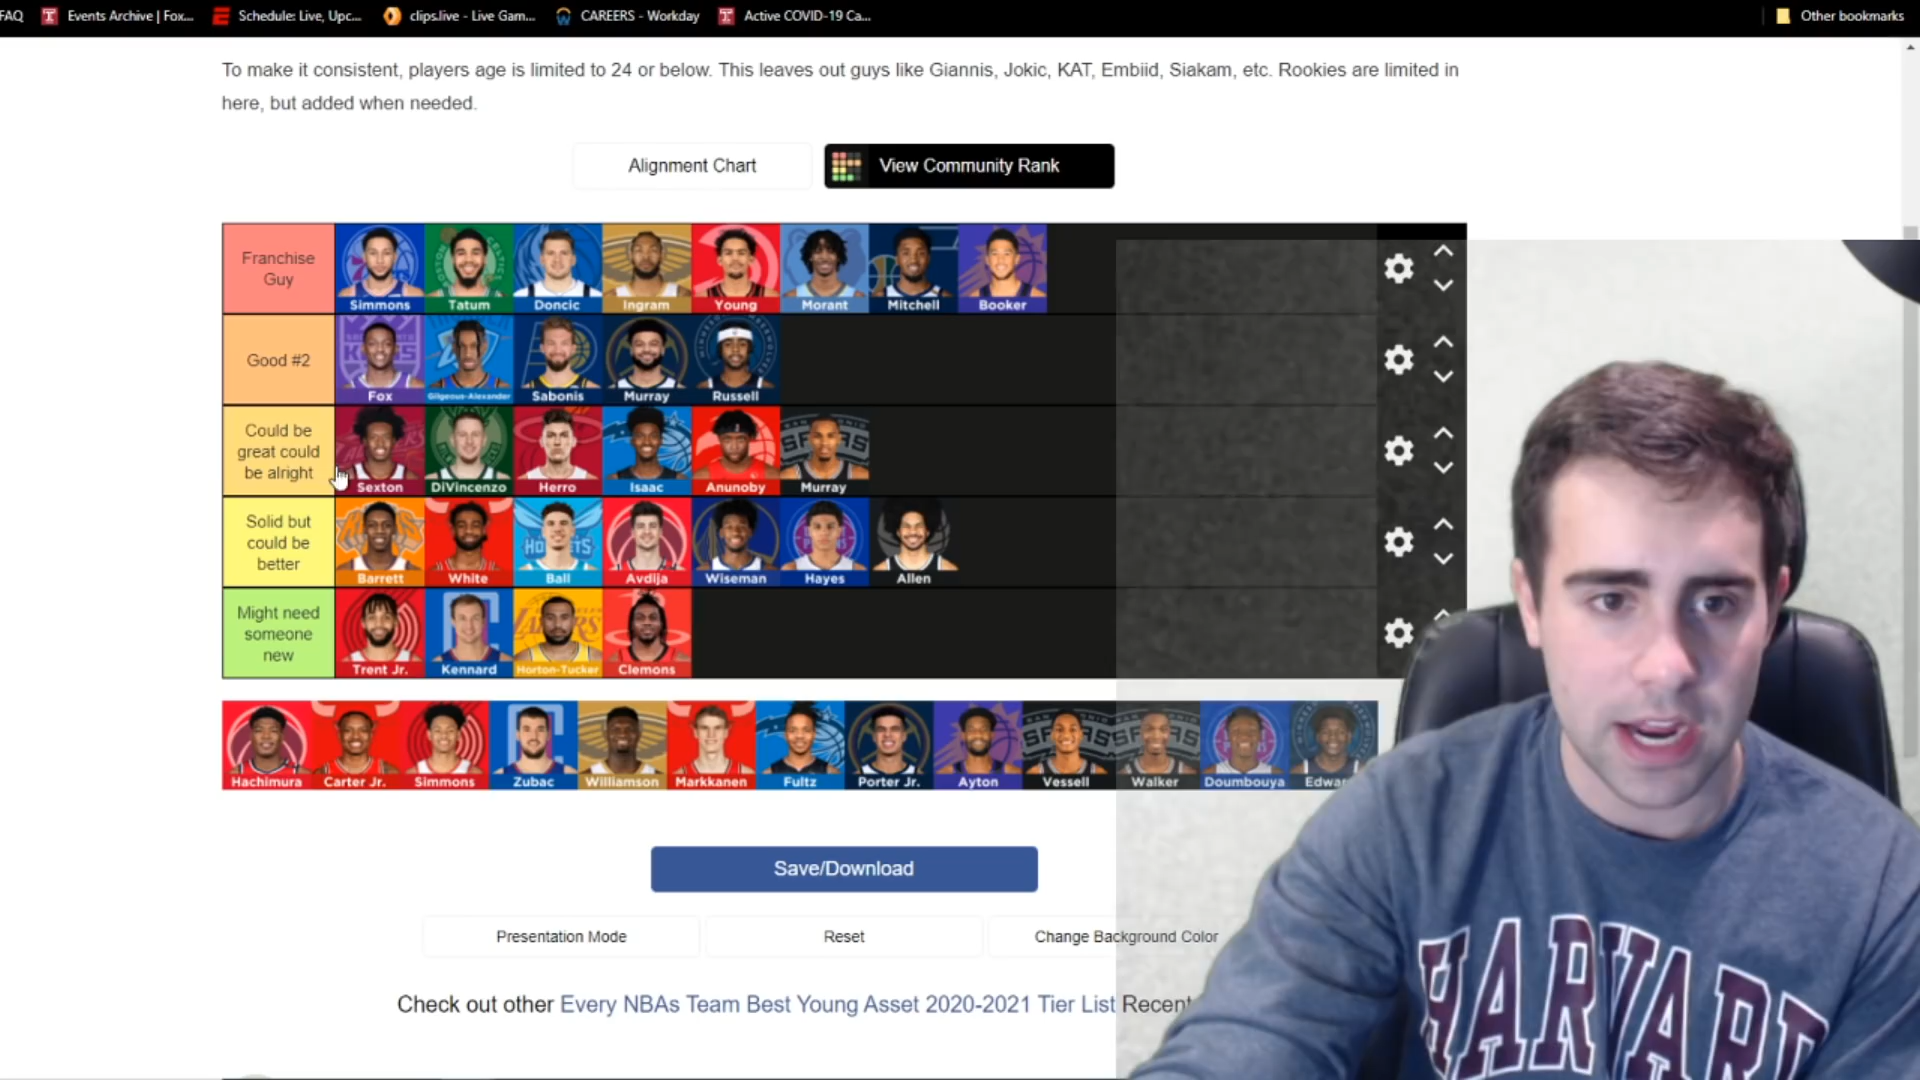 FAQ Events Archive | Fox... Schedule: Live, Upc... clips.live - Live Gam... CAREERS - Workday Active COVID-19 Ca... Other bookmarks
To make it consistent, players age is limited to 24 or below. This leaves out guys like Giannis, Jokic, KAT, Embiid, Siakam, etc. Rookies are limited in
here, but added when needed.
Alignment Chart View Community Rank
Franchise
Guy
Simmons Tatum Doncic Ingram Young Morant Mitchell Booker
Good #2
Fox Gilgeous-Alexander Sabonis Murray Russell
Could be
great could
be alright
Sexton DiVincenzo Herro Isaac Anunoby Murray
Solid but
could be
better
Barrett White Ball Avdija Wiseman Hayes Allen
Might need
someone
new
Trent Jr. Kennard Horton-Tucker Clemons
Hachimura Carter Jr. Simmons Zubac Williamson Markkanen Fultz Porter Jr. Ayton Vessell Walker Doumbouya Edwar
Save/Download
Presentation Mode Reset Change Background Color
Check out other Every NBAs Team Best Young Asset 2020-2021 Tier List Recent
HARVARD